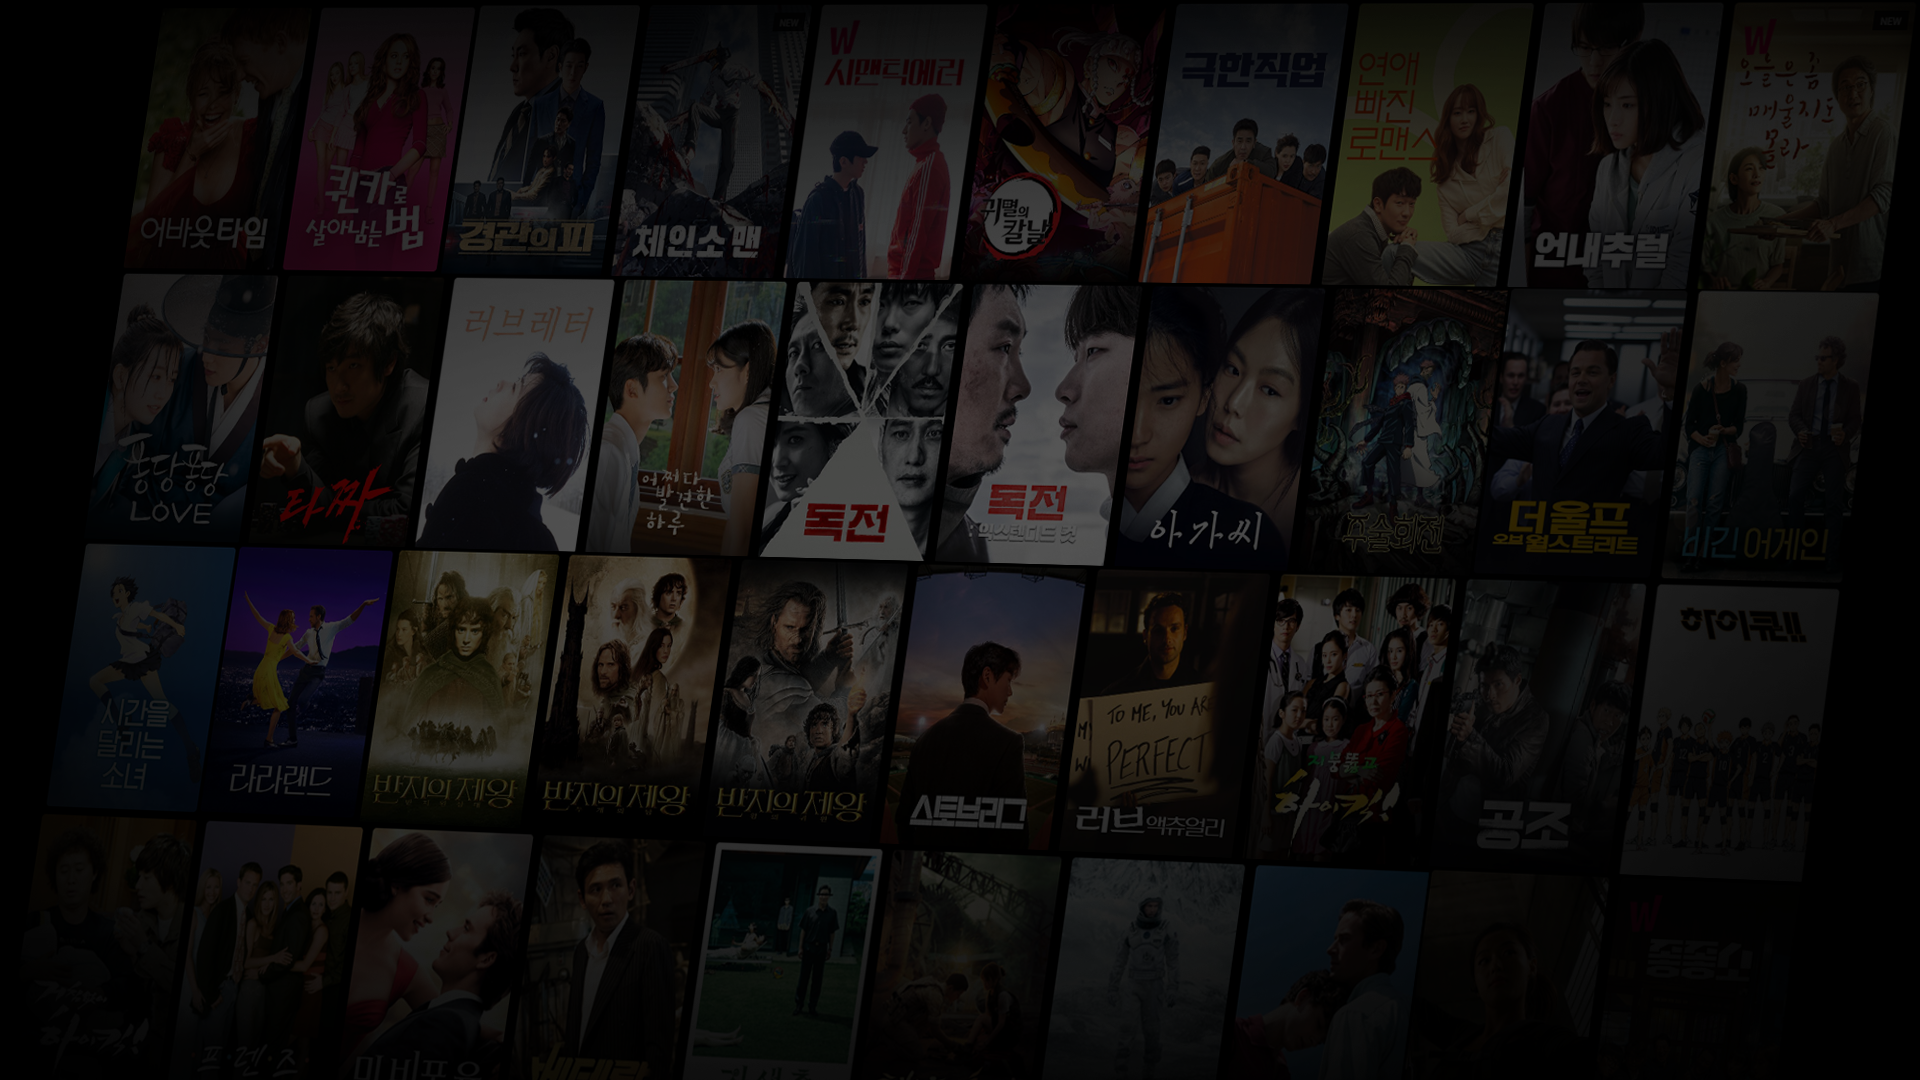 NEW
W
시맨틱에러
극한직업
연애
빠진
로맨스
NEW
W
오늘은 좀
매울지도
몰라
어바웃타임
퀸카로
살아남는 법
경관의 피
체인소 맨
귀멸의
칼날
언내추럴
러브레터
퐁당퐁당
LOVE
타짜
어쩌다
발견한
하루
독전
독전
: 익스텐디드 컷
아가씨
주술회전
더 울프
오브 월 스트리트
비긴 어게인
하이큐!!
시간을
달리는
소녀
라라랜드
반지의 제왕
반지의 제왕
반지의 제왕
스토브리그
TO ME, YOU ARE
PERFECT
러브 액츄얼리
지붕뚫고
하이킥!
공조
W
좋좋소
하이킥!
프·렌·즈
미 비포 유
베테랑